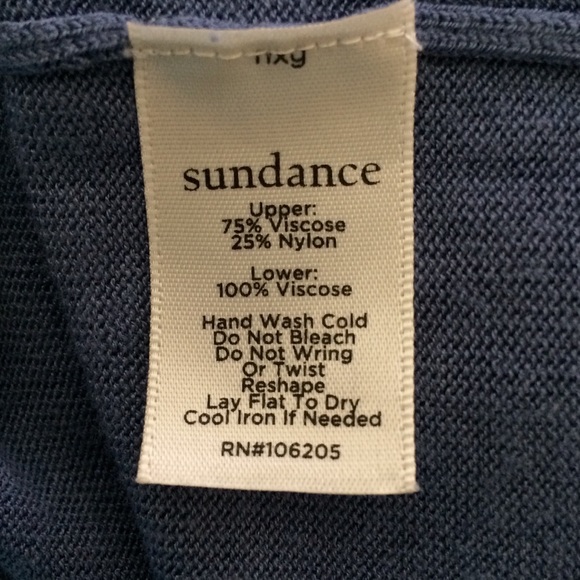 sundance
Upper:
75% Viscose
25% Nylon
Lower:
100% Viscose
Hand Wash Cold
Do Not Bleach
Do Not Wring
Or Twist
Reshape
Lay Flat To Dry
Cool Iron If Needed
RN#106205